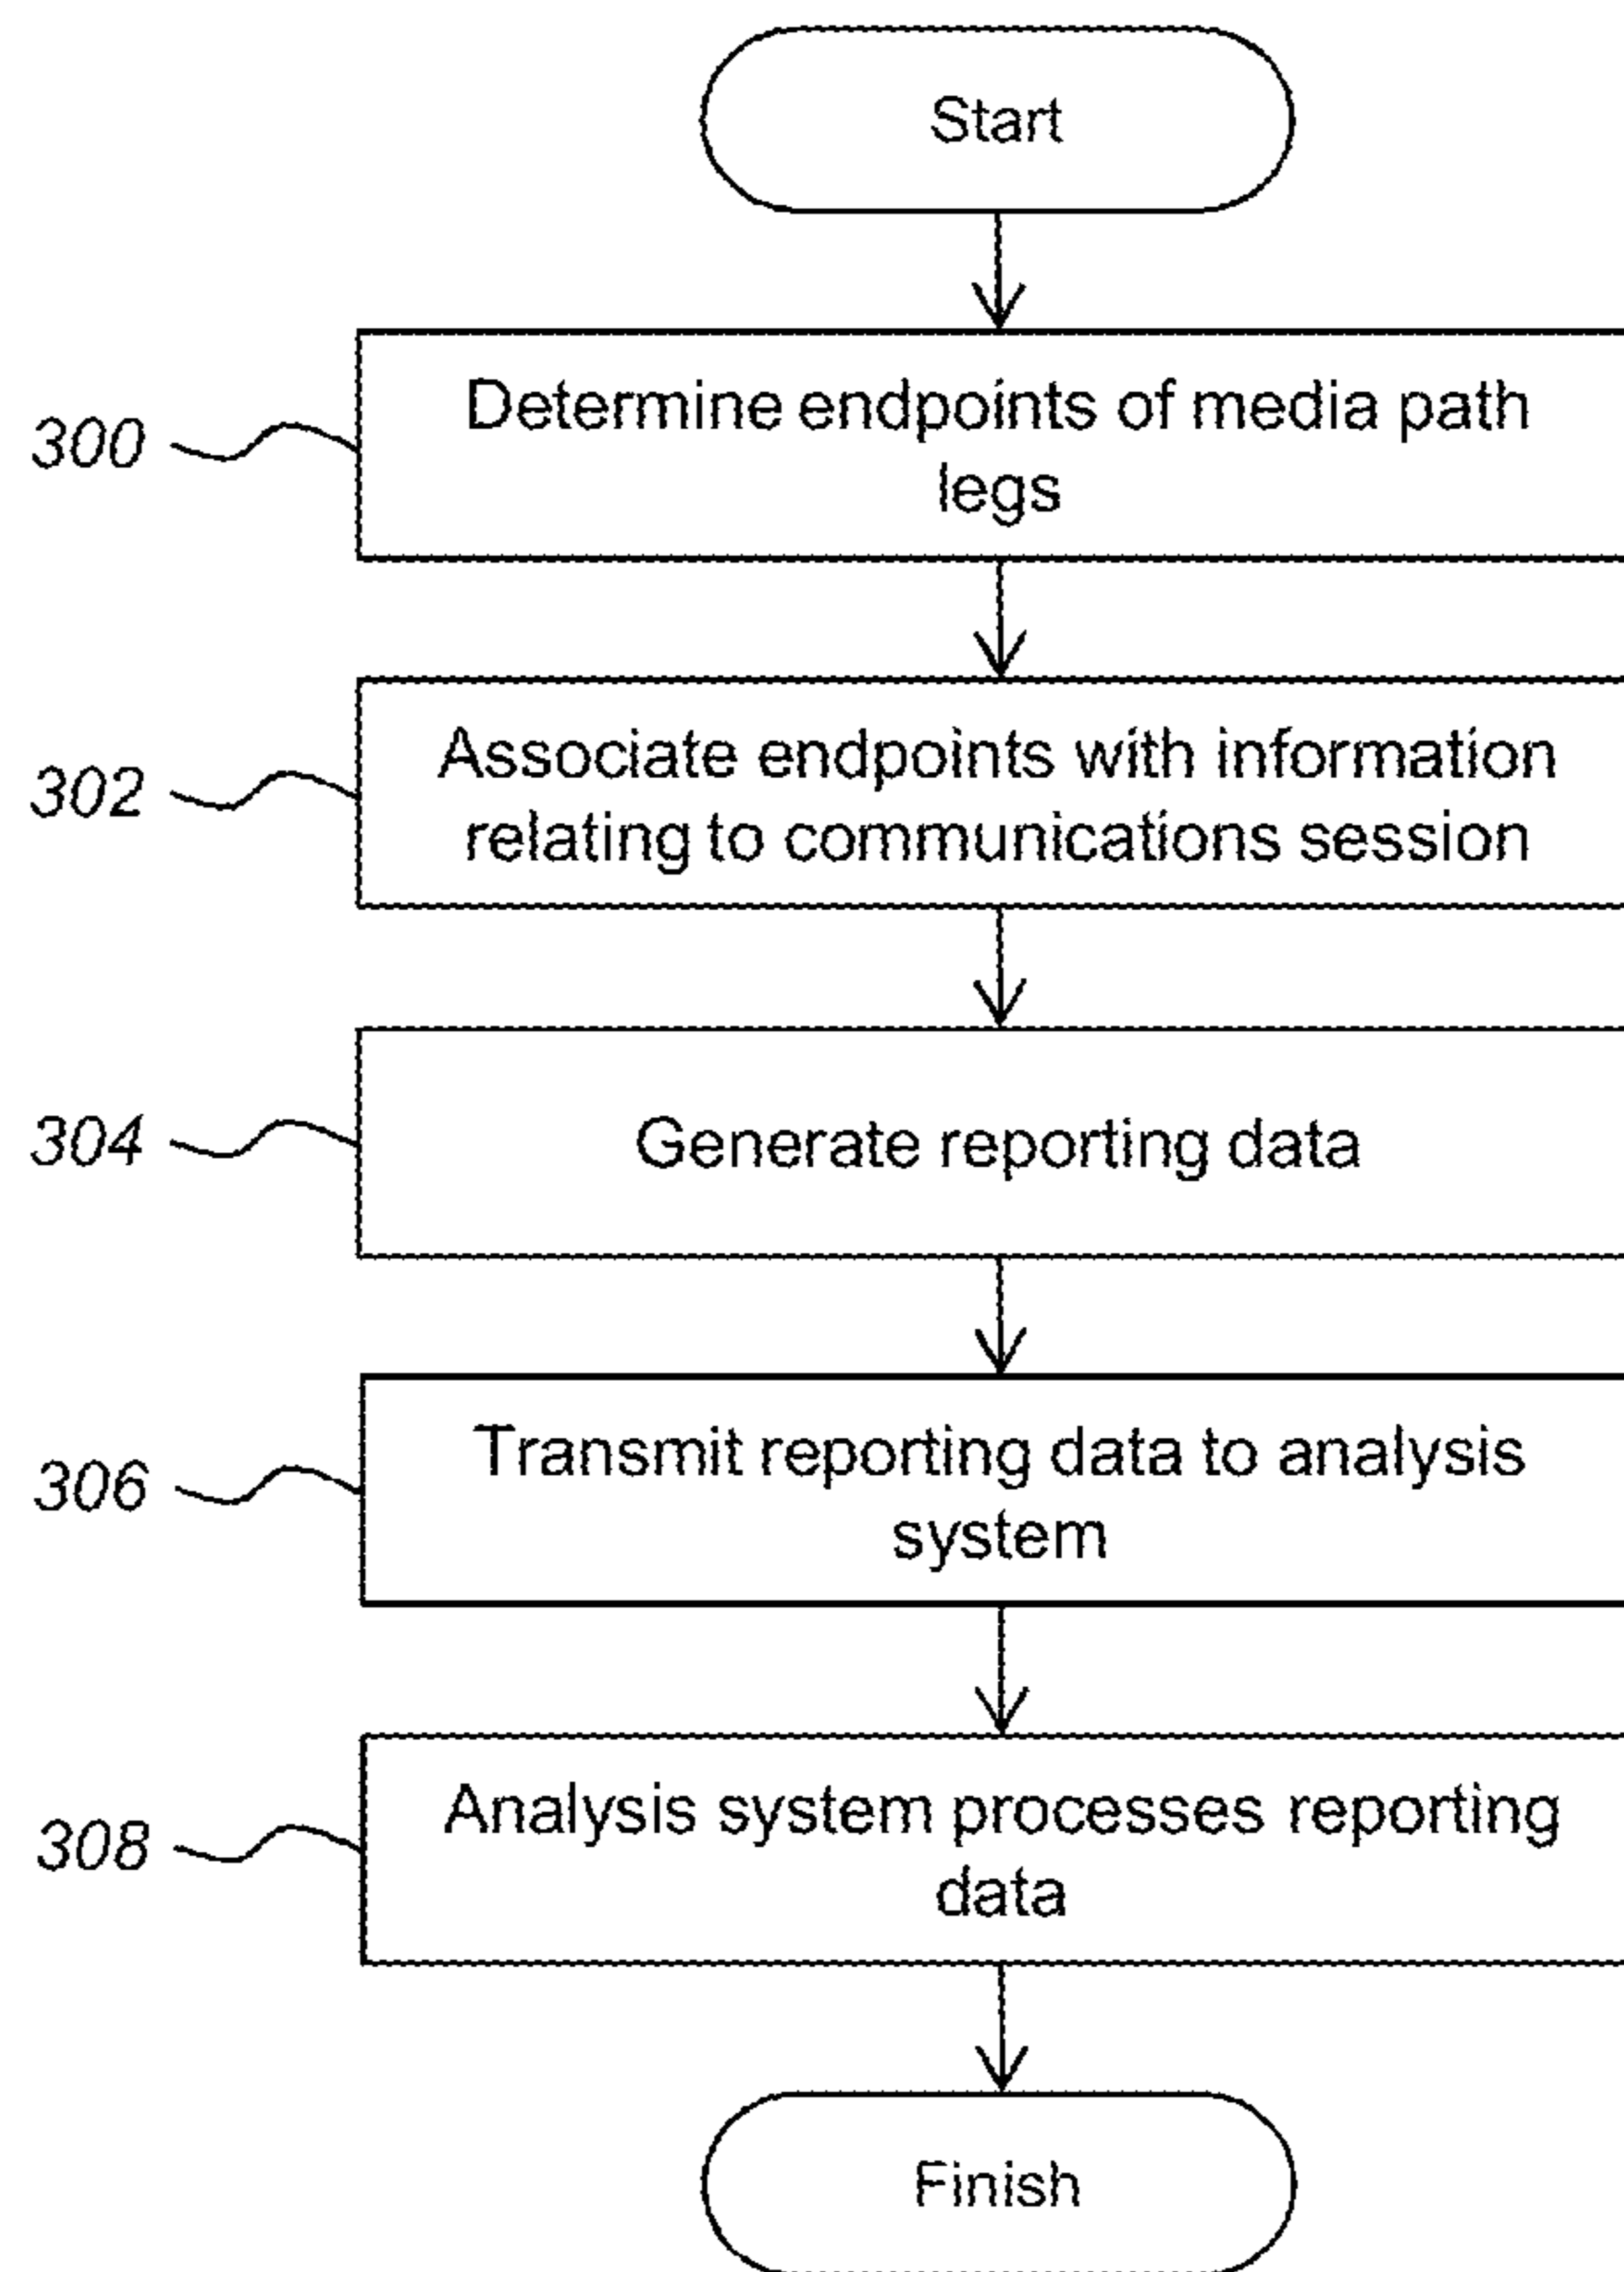 Start
300
Determine endpoints of media path
legs
302
Associate endpoints with information
relating to communications session
304
Generate reporting data
306
Transmit reporting data to analysis
system
308
Analysis system processes reporting
data
Finish